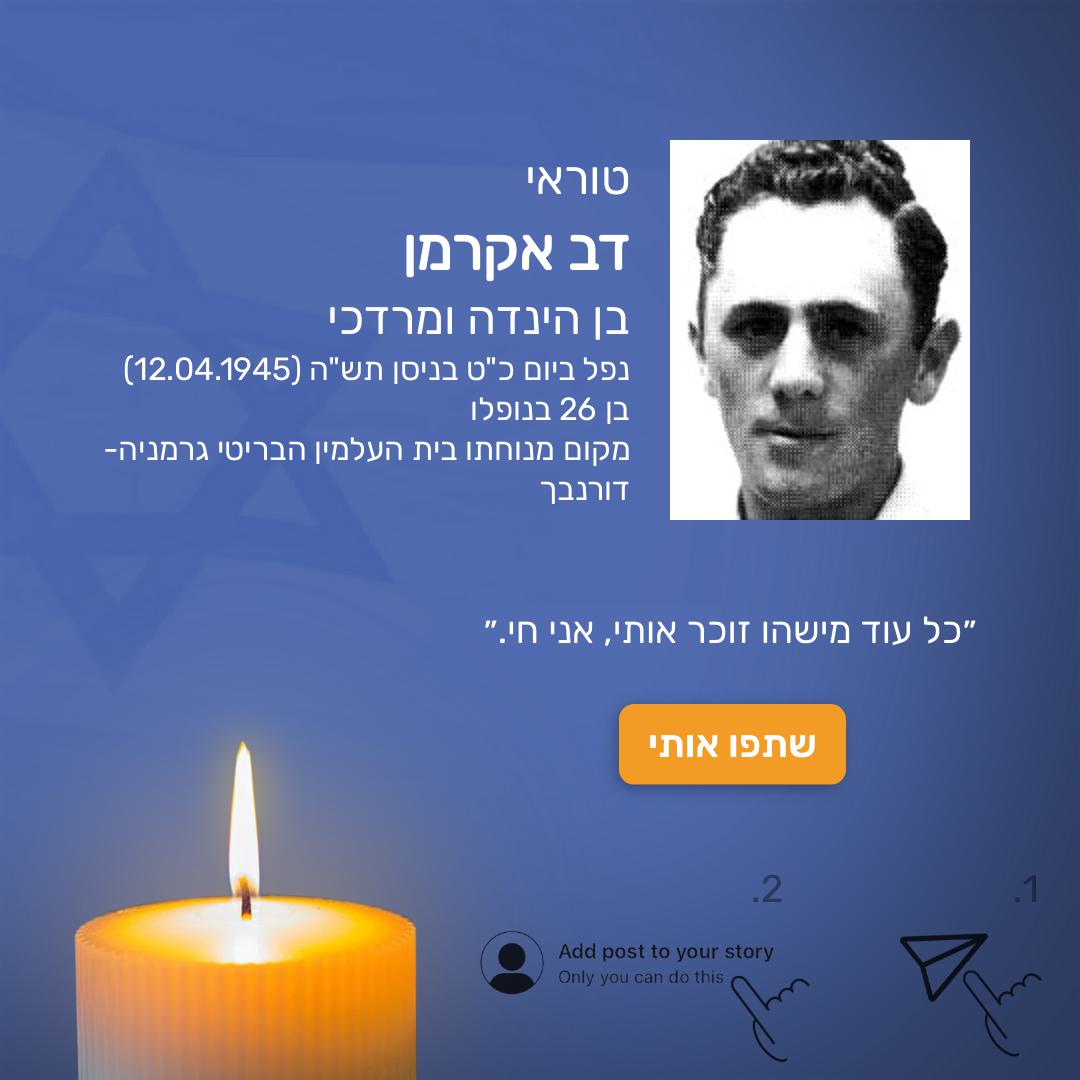 טוראי
דב אקרמן
בן הינדה ומרדכי
נפל ביום כ"ט בניסן תש"ה (12.04.1945)
בן 26 בנופלו
מקום מנוחתו בית העלמין הבריטי גרמניה-
דורנבך
״כל עוד מישהו זוכר אותי, אני חי.״
שתפו אותי
1.
2.
Add post to your story
Only you can do this